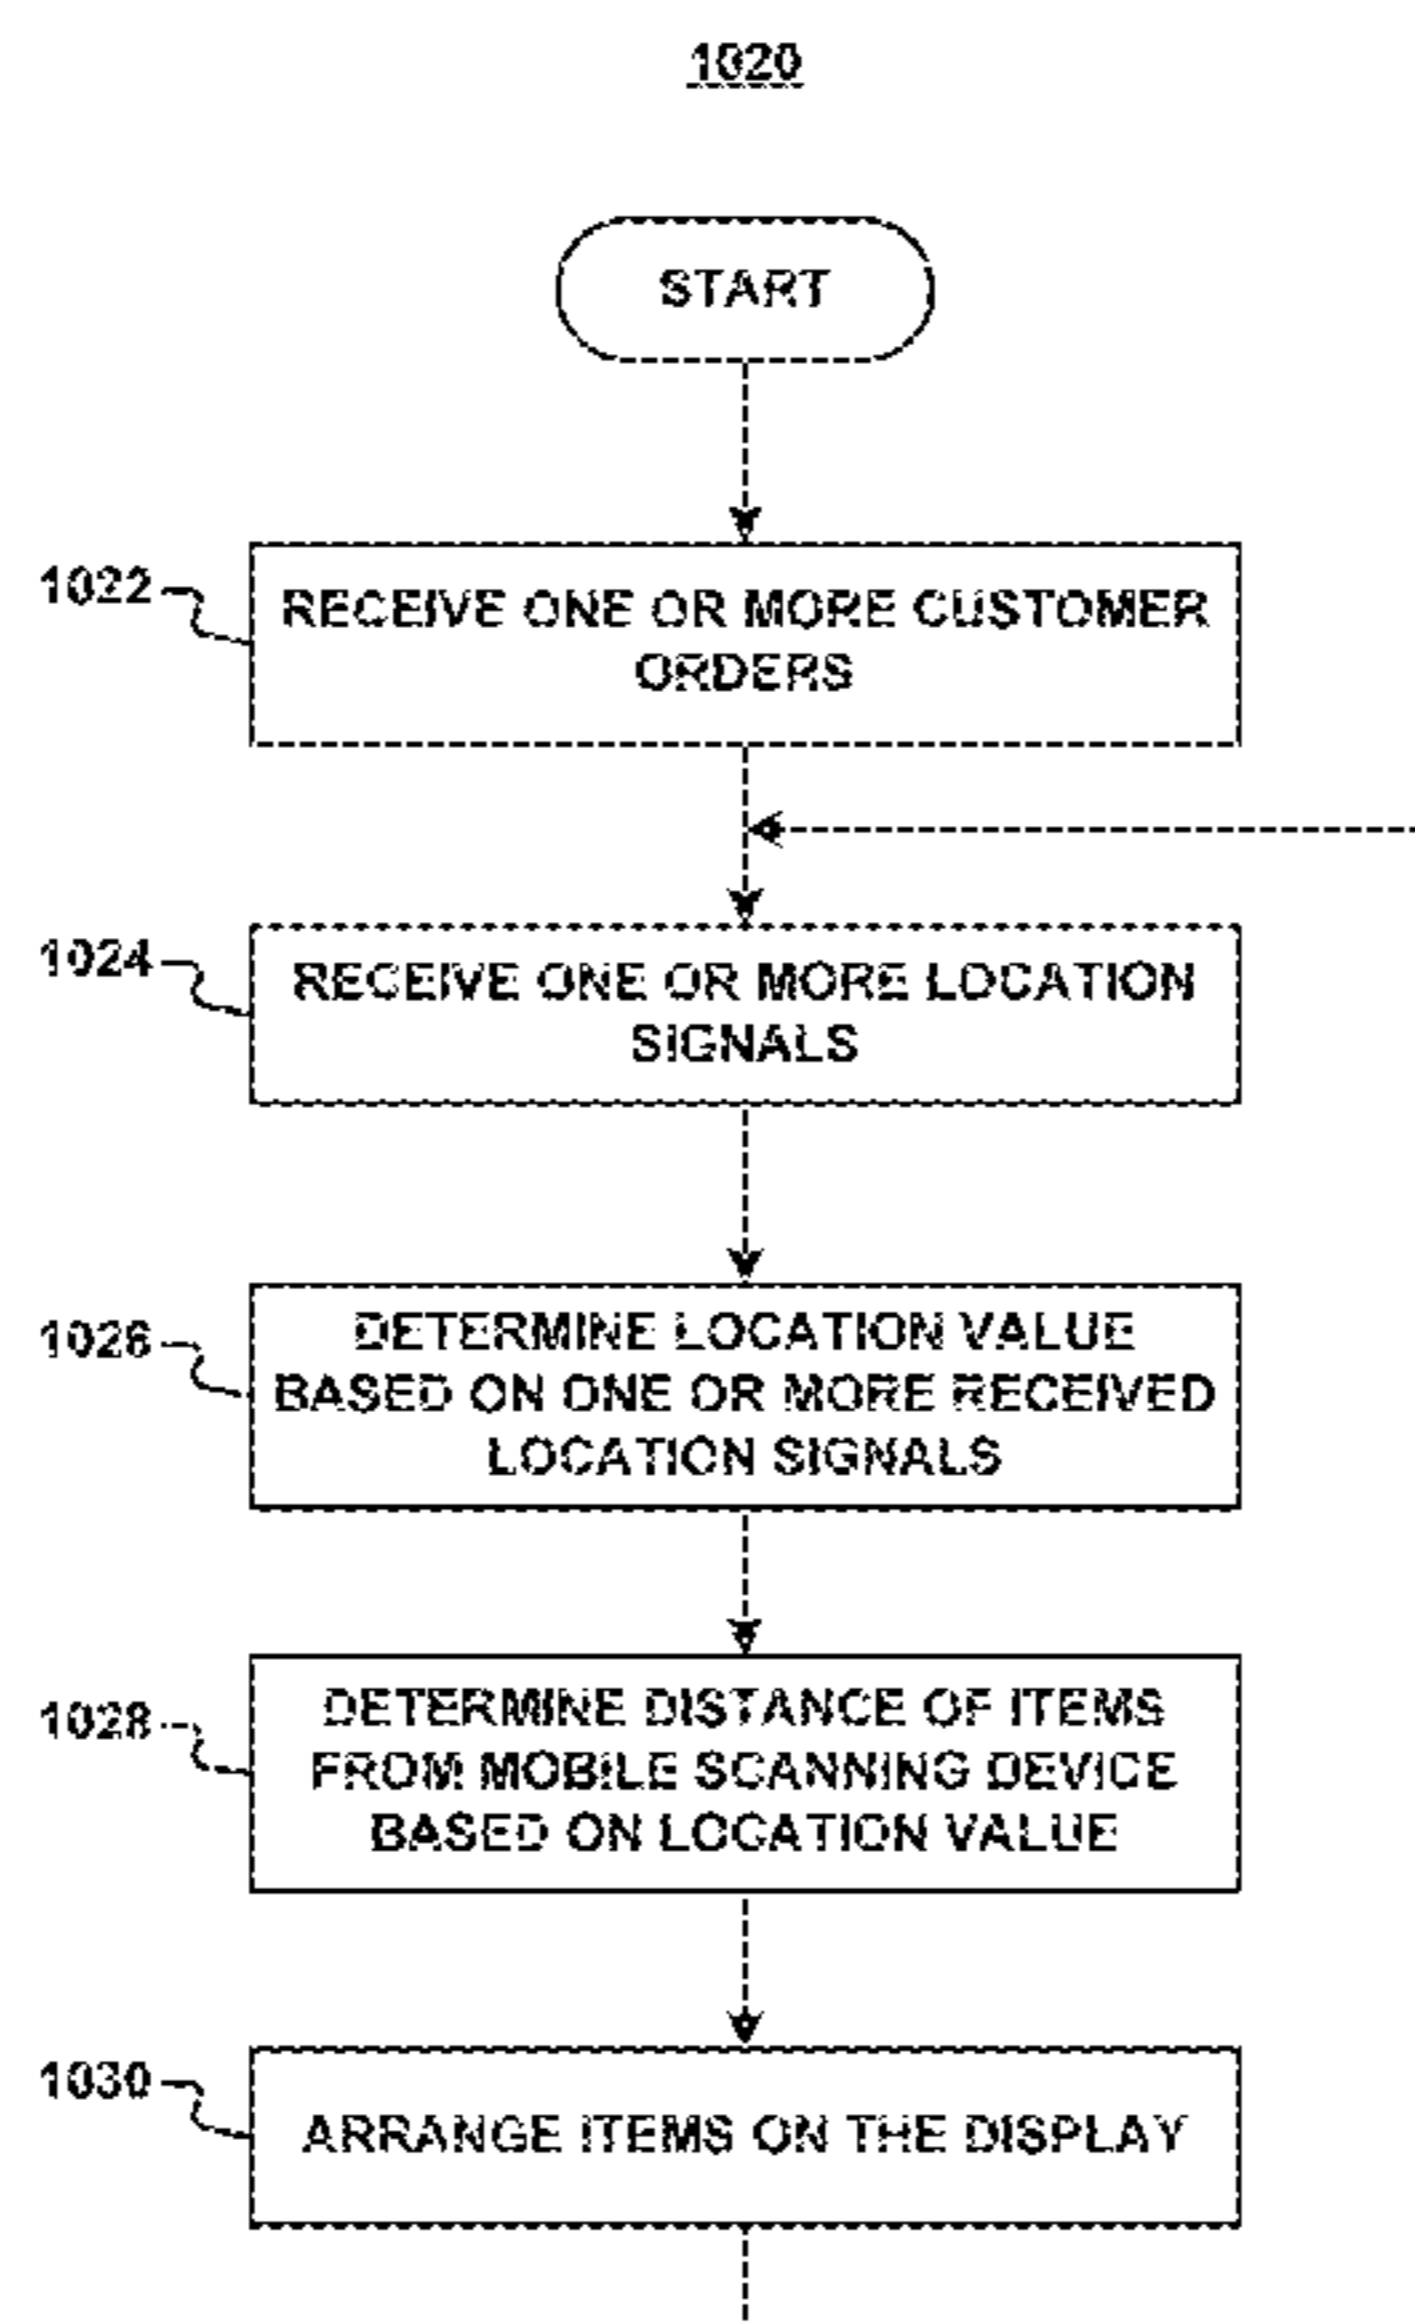 1020
START
1022
RECEIVE ONE OR MORE CUSTOMER
ORDERS
1024
RECEIVE ONE OR MORE LOCATION
SIGNALS
1026
DETERMINE LOCATION VALUE
BASED ON ONE OR MORE RECEIVED
LOCATION SIGNALS
1028
DETERMINE DISTANCE OF ITEMS
FROM MOBILE SCANNING DEVICE
BASED ON LOCATION VALUE
1030
ARRANGE ITEMS ON THE DISPLAY